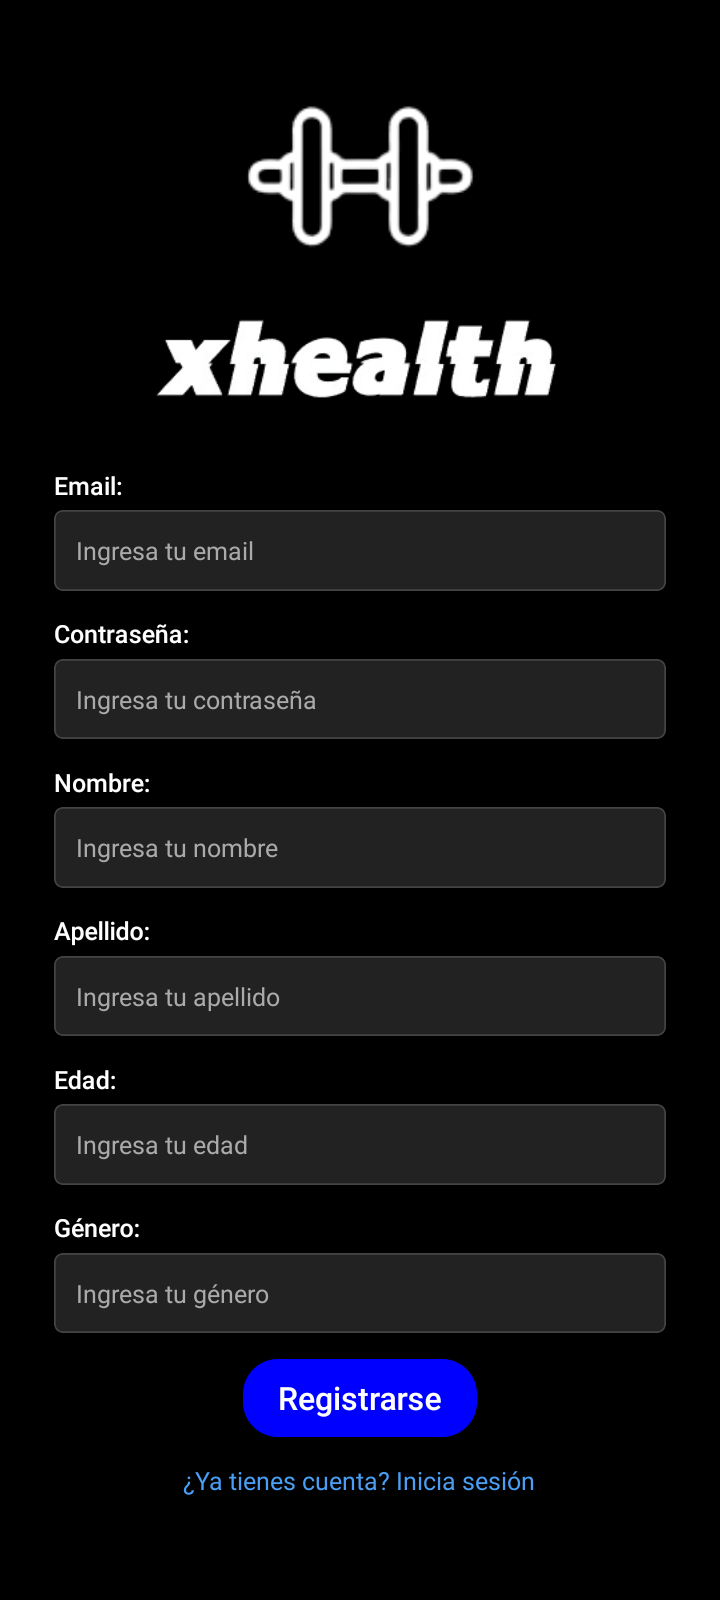 xhealth
Email:
Ingresa tu email
Contraseña:
Ingresa tu contraseña
Nombre:
Ingresa tu nombre
Apellido:
Ingresa tu apellido
Edad:
Ingresa tu edad
Género:
Ingresa tu género
Registrarse
¿Ya tienes cuenta? Inicia sesión